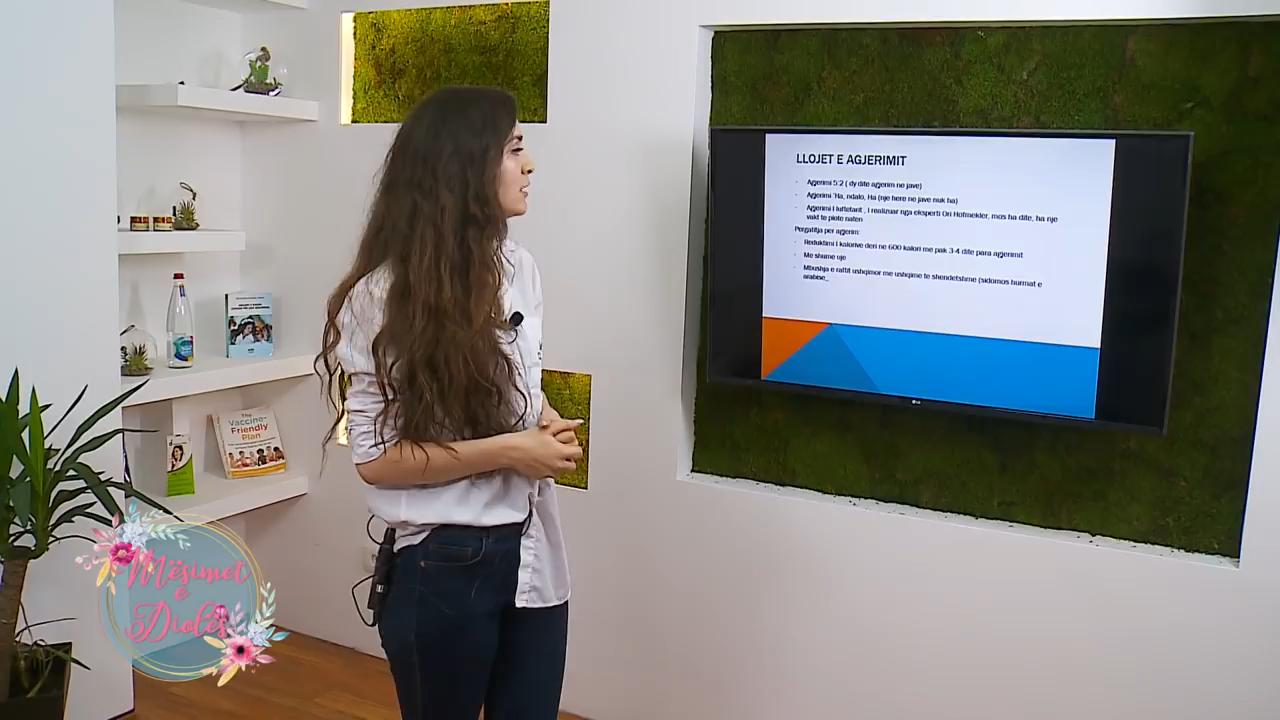 LLOJET E AGJERIMIT
- Agjerimi 5:2 ( dy dite agjerim ne jave)
- Agjerimi 'Ha, ndalo, Ha (nje here ne jave nuk ha)
- Agjerimi i luftetarit , i realizuar nga eksperti Ori Hofmekler, mos ha dite, ha nje
vakt te plote naten
Pergatitja per agjerim:
- Reduktimi i kalorive deri ne 600 kalori me pak 3-4 dite para agjerimit
- Me shume uje
- Mbushja e raftit ushqimor me ushqime te shendetshme (sidomos hurmat e
arabise_
LG
The
Vaccine-
Friendly
Plan
Mësimet
e
Diolës